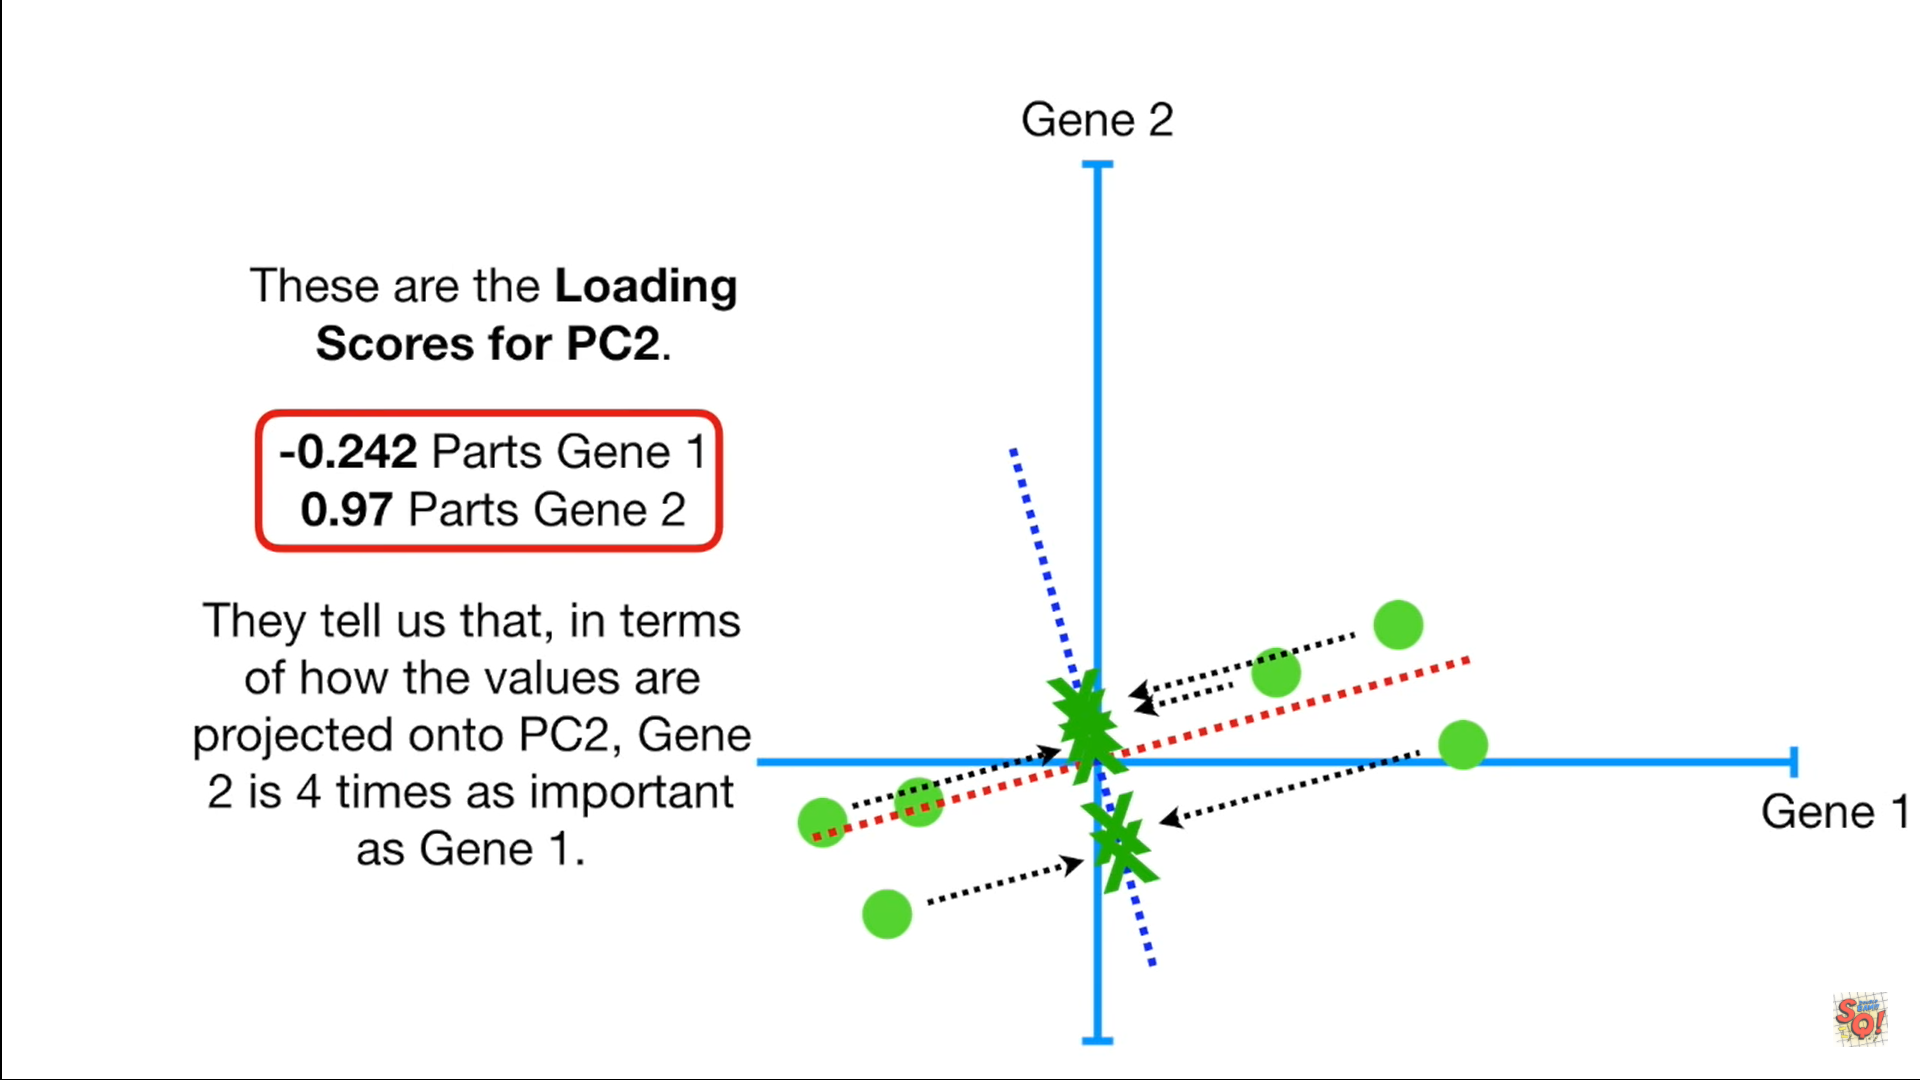 Gene 2
These are the Loading
Scores for PC2.
-0.242 Parts Gene 1
0.97 Parts Gene 2
They tell us that, in terms
of how the values are
projected onto PC2, Gene
2 is 4 times as important
as Gene 1.
Gene 1
SQ!